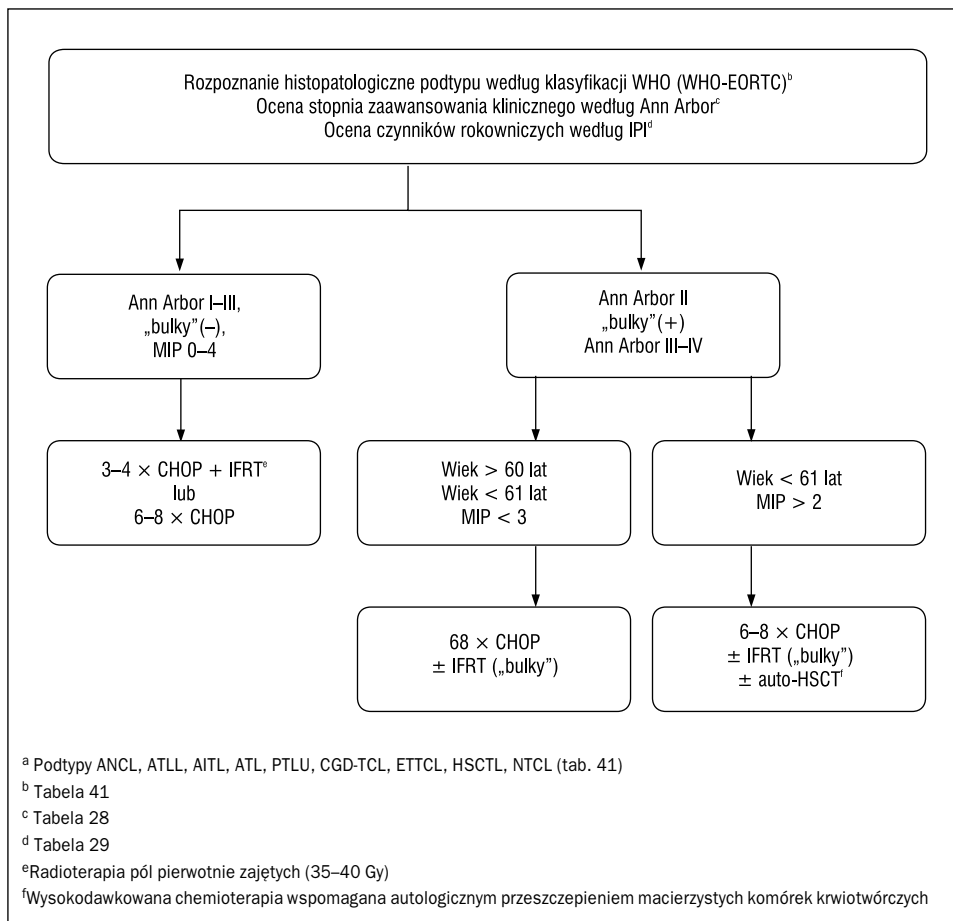 Rozpoznanie histopatologiczne podtypu według klasyfikacji WHO (WHO-EORTC)ᵇ
Ocena stopnia zaawansowania klinicznego według Ann Arborᶜ
Ocena czynników rokowniczych według IPIᵈ
Ann Arbor I–III,
„bulky”(–),
MIP 0–4
Ann Arbor II
„bulky”(+)
Ann Arbor III–IV
3–4 × CHOP + IFRTᵉ
lub
6–8 × CHOP
Wiek > 60 lat
Wiek < 61 lat
MIP < 3
Wiek < 61 lat
MIP > 2
68 × CHOP
± IFRT („bulky”)
6–8 × CHOP
± IFRT („bulky”)
± auto-HSCTᶠ
ᵃ Podtypy ANCL, ATLL, AITL, ATL, PTLU, CGD-TCL, ETTCL, HSCTL, NTCL (tab. 41)
ᵇ Tabela 41
ᶜ Tabela 28
ᵈ Tabela 29
ᵉRadioterapia pól pierwotnie zajętych (35–40 Gy)
ᶠWysokodawkowana chemioterapia wspomagana autologicznym przeszczepieniem macierzystych komórek krwiotwórczych